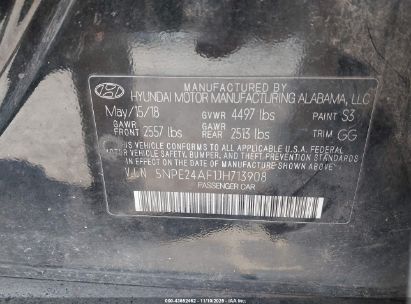 MANUFACTURED BY
HYUNDAI MOTOR MANUFACTURING ALABAMA, LLC
May/15/18 GVWR 4497 lbs PAINT S3
GAWR FRONT 2557 lbs GAWR REAR 2513 lbs TRIM GG
THIS VEHICLE CONFORMS TO ALL APPLICABLE U.S.A. FEDERAL
MOTOR VEHICLE SAFETY, BUMPER, AND THEFT PREVENTION STANDARDS
IN EFFECT ON THE DATE OF MANUFACTURE SHOWN ABOVE.
V.I.N 5NPE24AF1JH713908
PASSENGER CAR